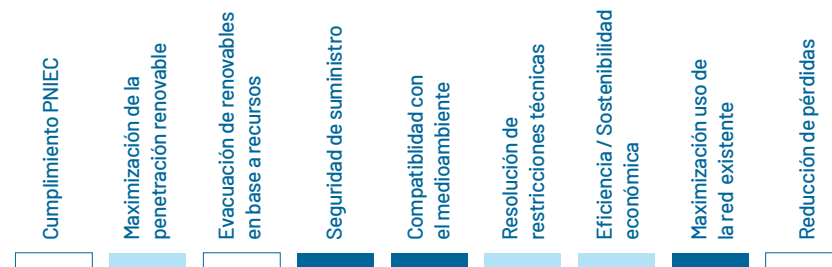 Cumplimiento PNIEC
Maximización de la
penetración renovable
Evacuación de renovables
en base a recursos
Seguridad de suministro
Compatiblidad con
el medioambiente
Resolución de
restricciones técnicas
Eficiencia / Sostenibilidad
económica
Maximización uso de
la red existente
Reducción de pérdidas